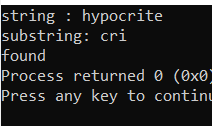 string : hypocrite
substring: cri
found
Process returned 0 (0x0)
Press any key to continu